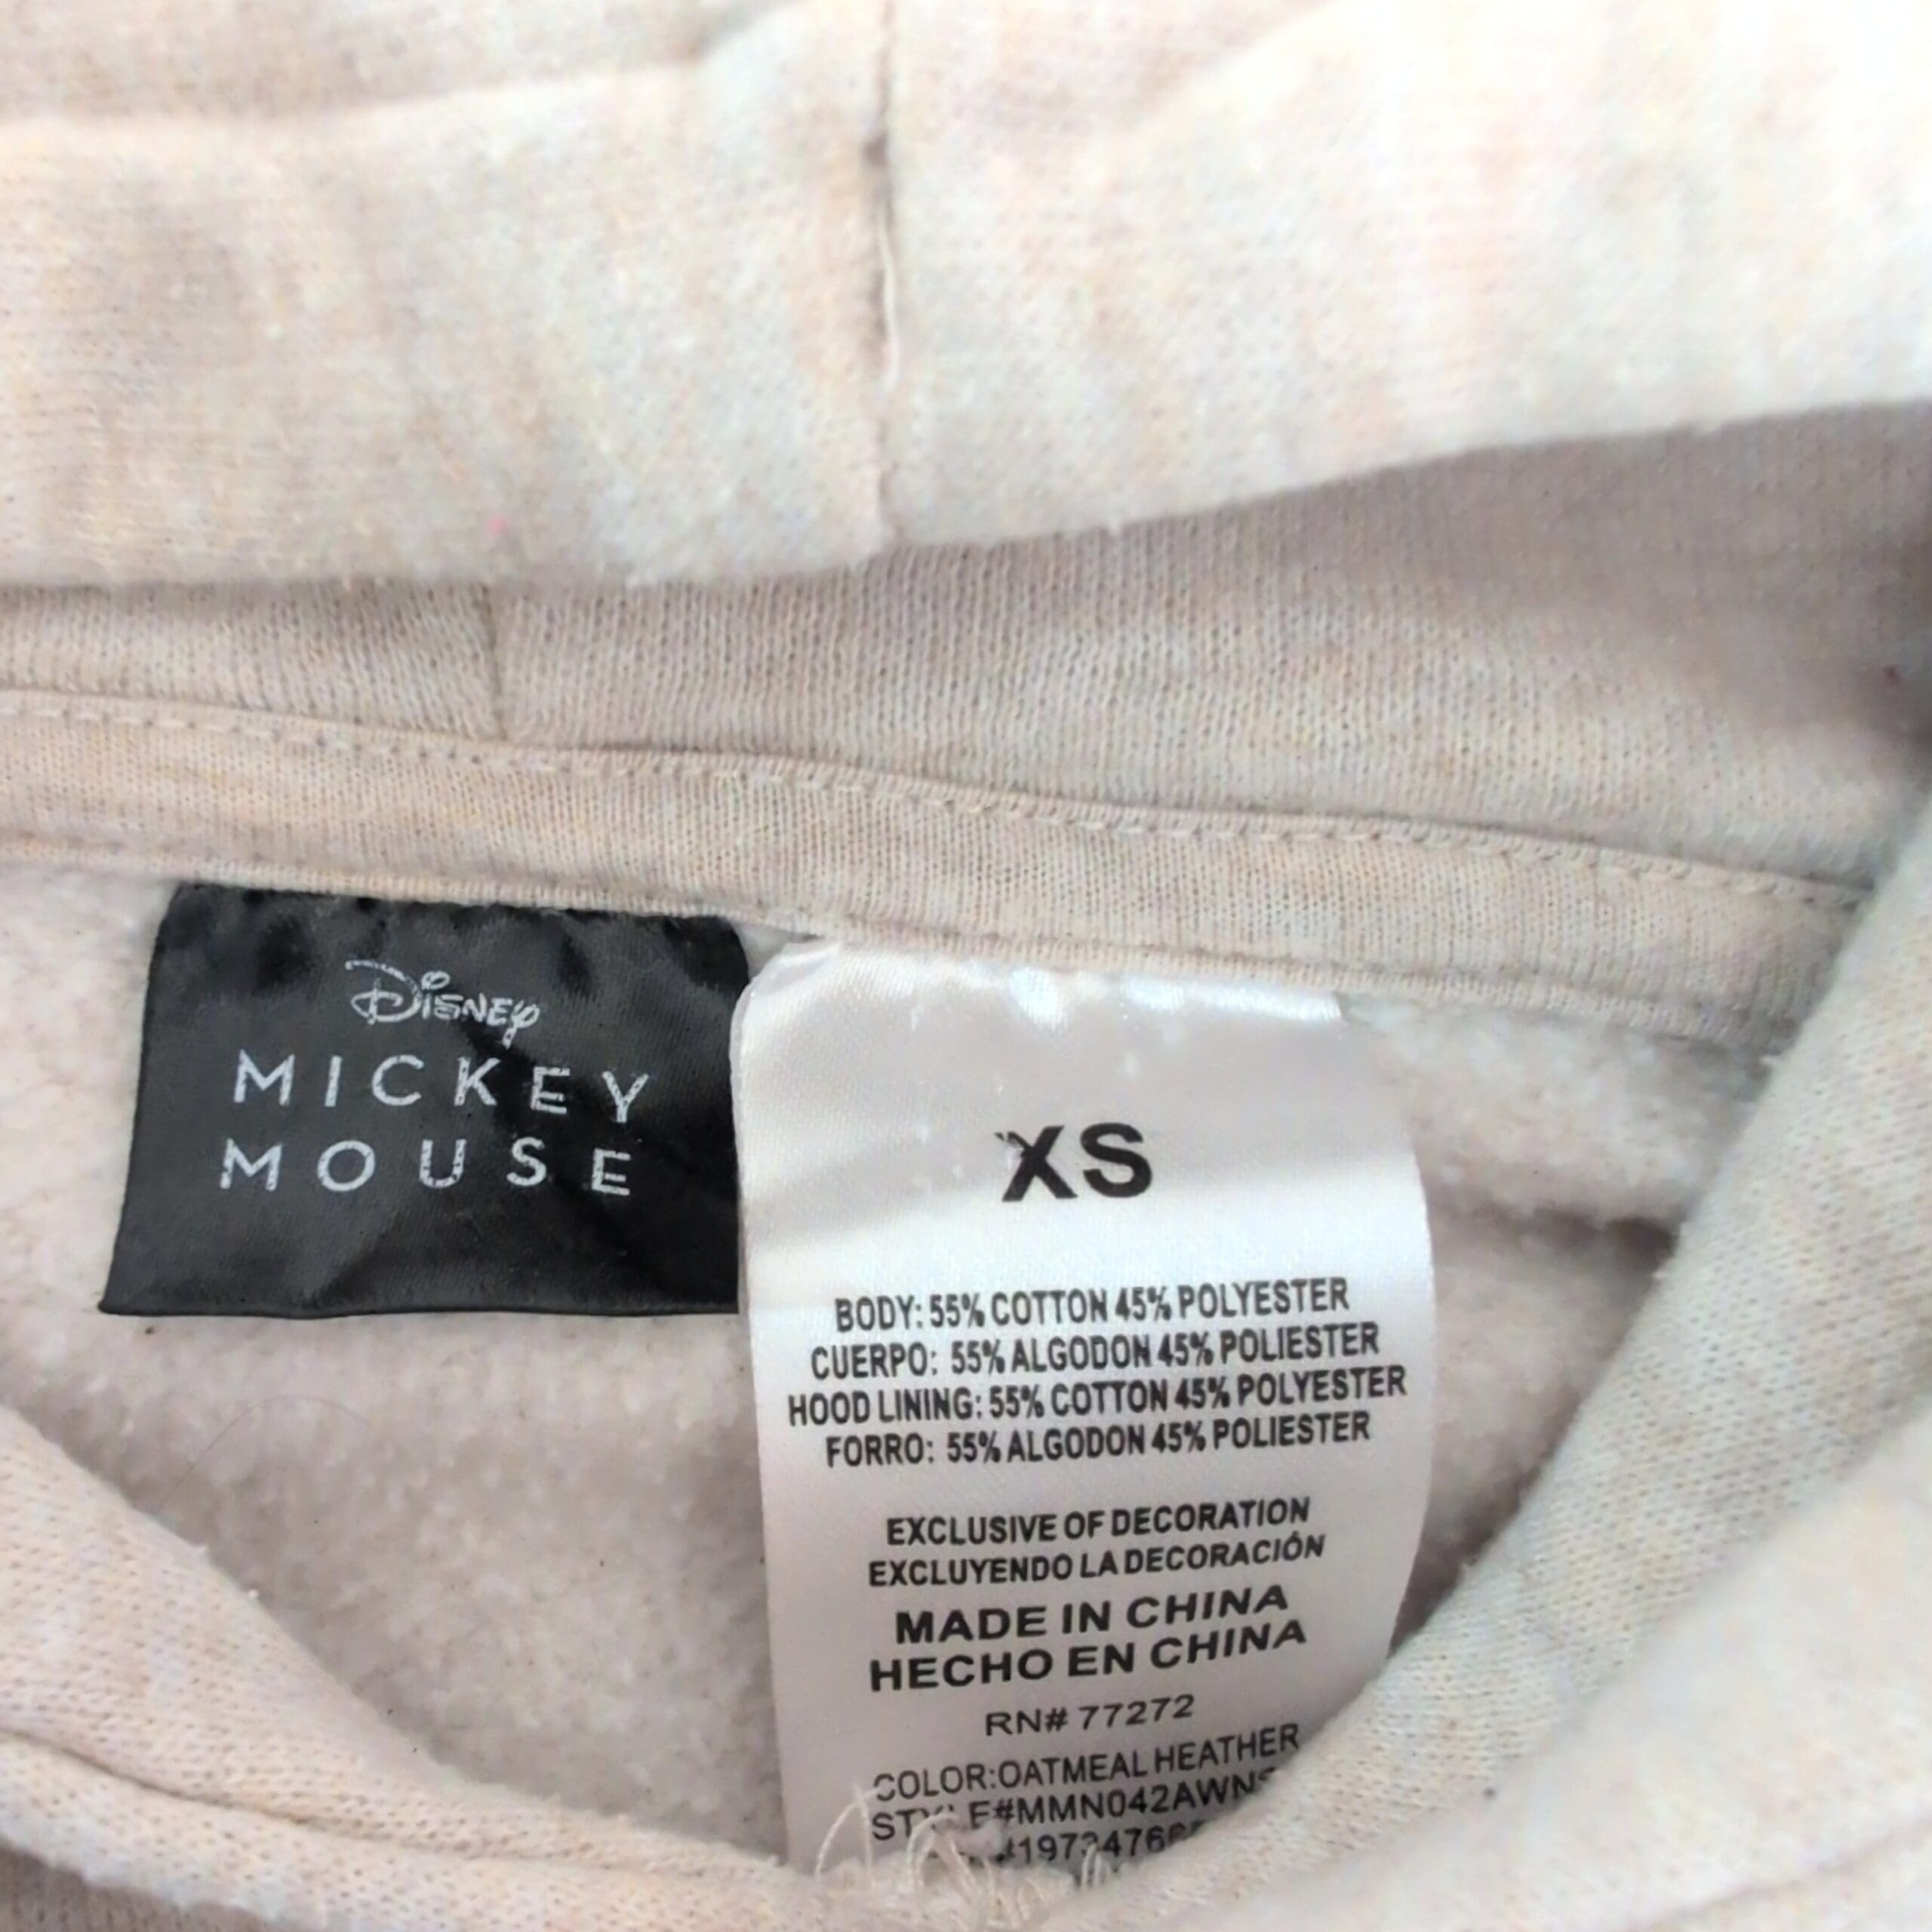 Disney
MICKEY
MOUSE
XS
BODY: 55% COTTON 45% POLYESTER
CUERPO: 55% ALGODON 45% POLIESTER
HOOD LINING: 55% COTTON 45% POLYESTER
FORRO: 55% ALGODON 45% POLIESTER
EXCLUSIVE OF DECORATION
EXCLUYENDO LA DECORACIÓN
MADE IN CHINA
HECHO EN CHINA
RN# 77272
COLOR:OATMEAL HEATHER